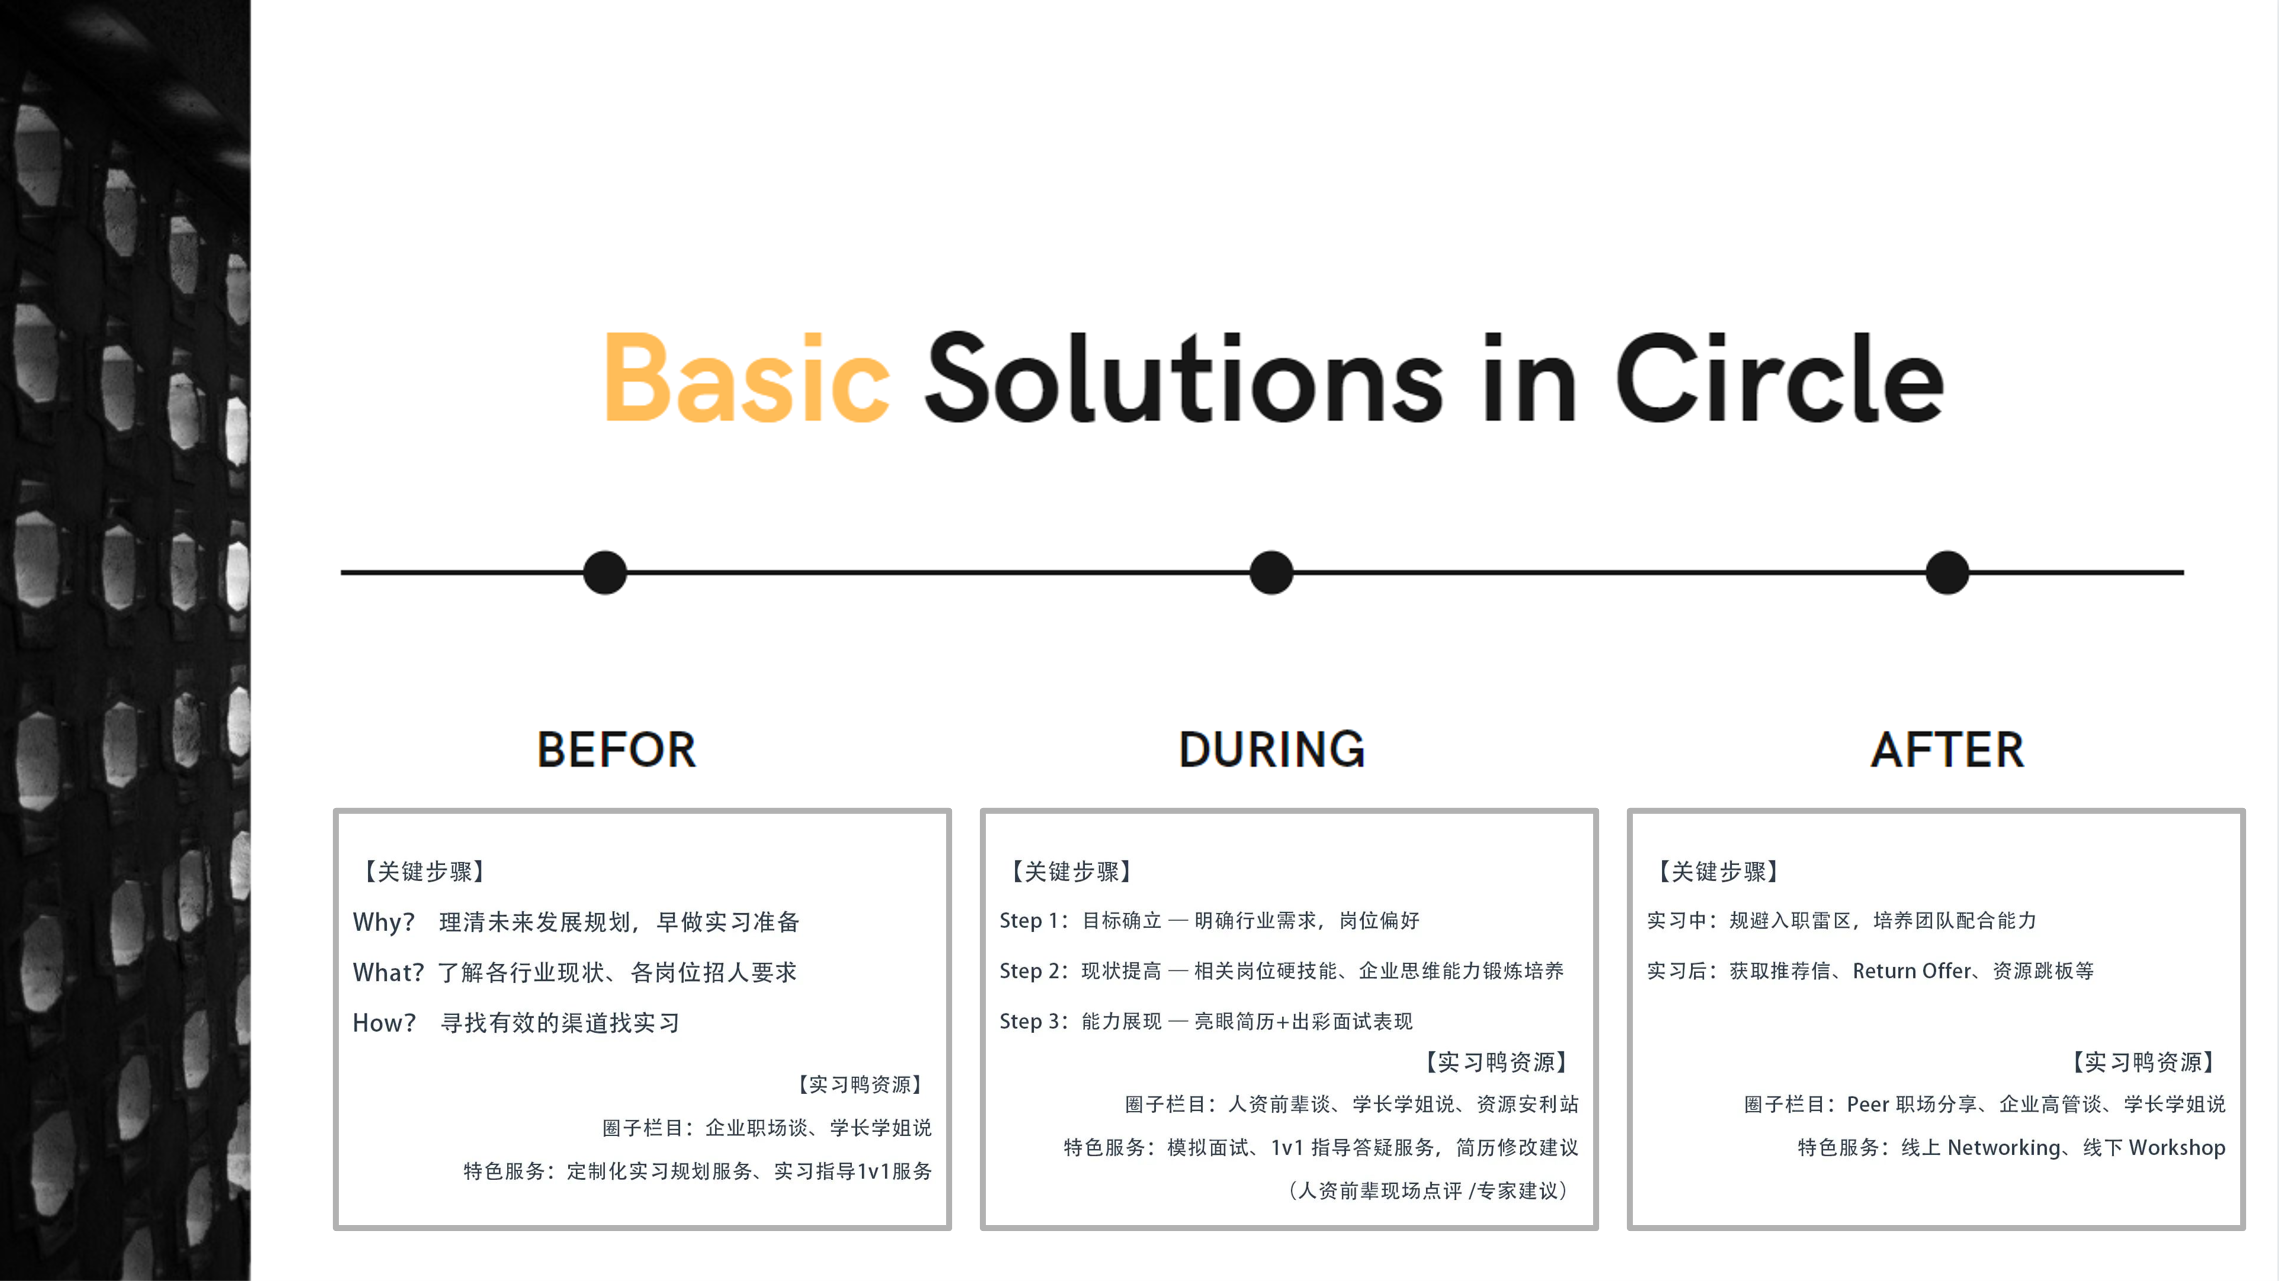 Basic Solutions in Circle
BEFOR
【关键步骤】
Why? 理清未来发展规划，早做实习准备
What? 了解各行业现状、各岗位招人要求
How? 寻找有效的渠道找实习
【实习鸭资源】
圈子栏目：企业职场谈、学长学姐说
特色服务：定制化实习规划服务、实习指导1v1服务
DURING
【关键步骤】
Step 1：目标确立 — 明确行业需求，岗位偏好
Step 2：现状提高 — 相关岗位硬技能、企业思维能力锻炼培养
Step 3：能力展现 — 亮眼简历+出彩面试表现
【实习鸭资源】
圈子栏目：人资前辈谈、学长学姐说、资源安利站
特色服务：模拟面试、1v1 指导答疑服务，简历修改建议
（人资前辈现场点评 /专家建议）
AFTER
【关键步骤】
实习中：规避入职雷区，培养团队配合能力
实习后：获取推荐信、Return Offer、资源跳板等
【实习鸭资源】
圈子栏目：Peer 职场分享、企业高管谈、学长学姐说
特色服务：线上 Networking、线下 Workshop